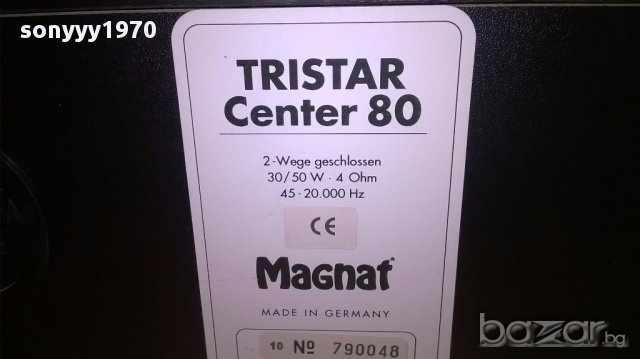 sonyyy1970
TRISTAR
Center 80
2-Wege geschlossen
30/50 W · 4 Ohm
45-20.000 Hz
CE
Magnat
MADE IN GERMANY
10 № 790048
bazar.bg